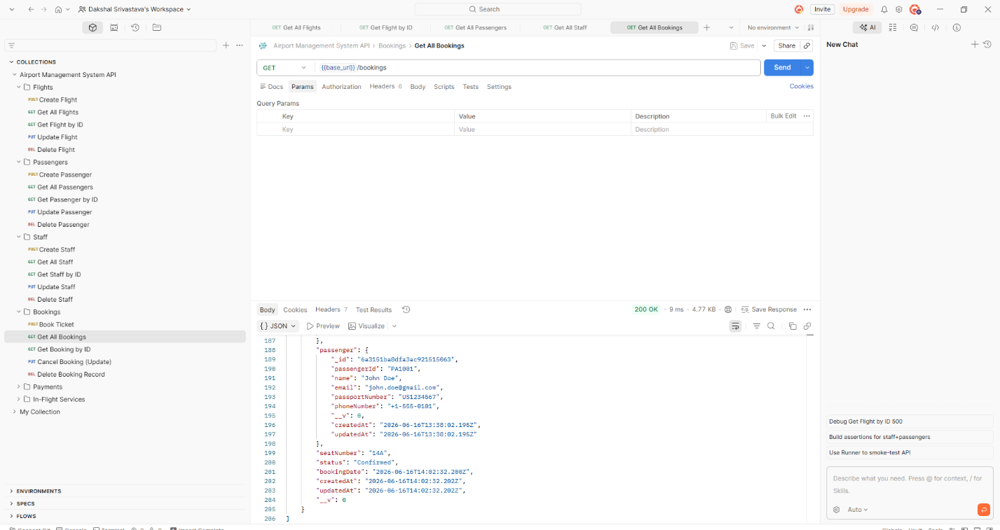 Dakshal Srivastava's Workspace
Search
Invite
Upgrade
GET Get All Flights
GET Get Flight by ID
GET Get All Passengers
GET Get All Staff
GET Get All Bookings
No environment
AI
COLLECTIONS
Airport Management System API
Flights
POST Create Flight
GET Get All Flights
GET Get Flight by ID
PUT Update Flight
DEL Delete Flight
Passengers
POST Create Passenger
GET Get All Passengers
GET Get Passenger by ID
PUT Update Passenger
DEL Delete Passenger
Staff
POST Create Staff
GET Get All Staff
GET Get Staff by ID
PUT Update Staff
DEL Delete Staff
Bookings
POST Book Ticket
GET Get All Bookings
GET Get Booking by ID
PUT Cancel Booking (Update)
DEL Delete Booking Record
Payments
In-Flight Services
My Collection
ENVIRONMENTS
SPECS
FLOWS
Airport Management System API > Bookings > Get All Bookings
Save
Share
GET
{{base_url}} /bookings
Send
Docs Params Authorization Headers 6 Body Scripts Tests Settings
Cookies
Query Params
Key Value Description Bulk Edit
Key Value Description
Body Cookies Headers 7 Test Results
200 OK • 9 ms • 4.77 KB
Save Response
{} JSON Preview Visualize
187 },
188 "passenger": {
189 "_id": "6a3151ba8dfa3ac921515063",
190 "passengerId": "PA1001",
191 "name": "John Doe",
192 "email": "john.doe@gmail.com",
193 "passportNumber": "US1234567",
194 "phoneNumber": "+1-555-0101",
195 "__v": 0,
196 "createdAt": "2026-06-16T13:38:02.195Z",
197 "updatedAt": "2026-06-16T13:38:02.195Z"
198 },
199 "seatNumber": "14A",
200 "status": "Confirmed",
201 "bookingDate": "2026-06-16T14:02:32.200Z",
202 "createdAt": "2026-06-16T14:02:32.202Z",
203 "updatedAt": "2026-06-16T14:02:32.202Z",
204 "__v": 0
205 }
206 ]
New Chat
Debug Get Flight by ID 500
Build assertions for staff+passengers
Use Runner to smoke-test API
Describe what you need. Press @ for context, / for
Skills.
Auto